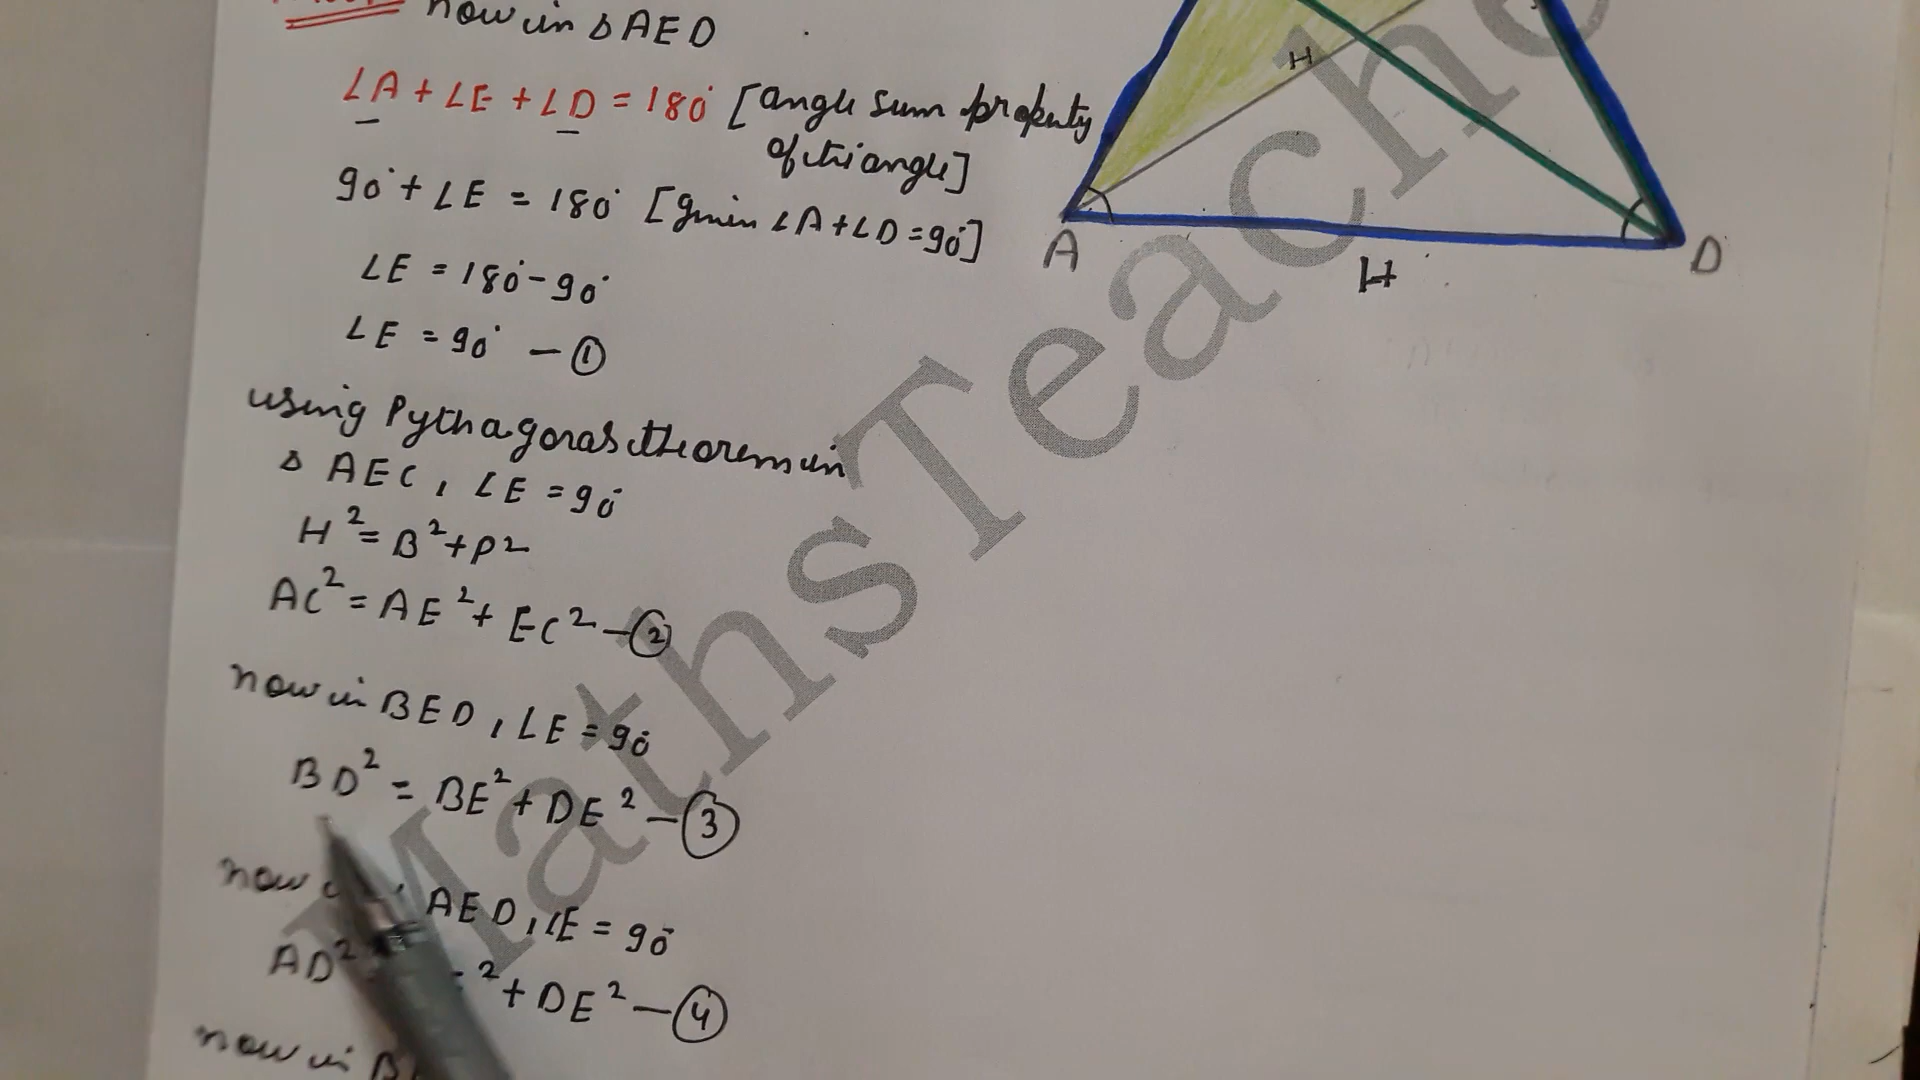 now in △AED
∠A + ∠E + ∠D = 180° [angle sum property
of triangle]
90° + ∠E = 180° [given ∠A + ∠D = 90°]
∠E = 180° - 90°
∠E = 90° — ①
using Pythagoras theorem in
△ AEC, ∠E = 90°
H² = B² + P²
AC² = AE² + EC² — ②
now in BED, ∠E = 90°
BD² = BE² + DE² — ③
now AED, ∠E = 90°
AD² ² + DE² — ④
now in
H
A
H
D